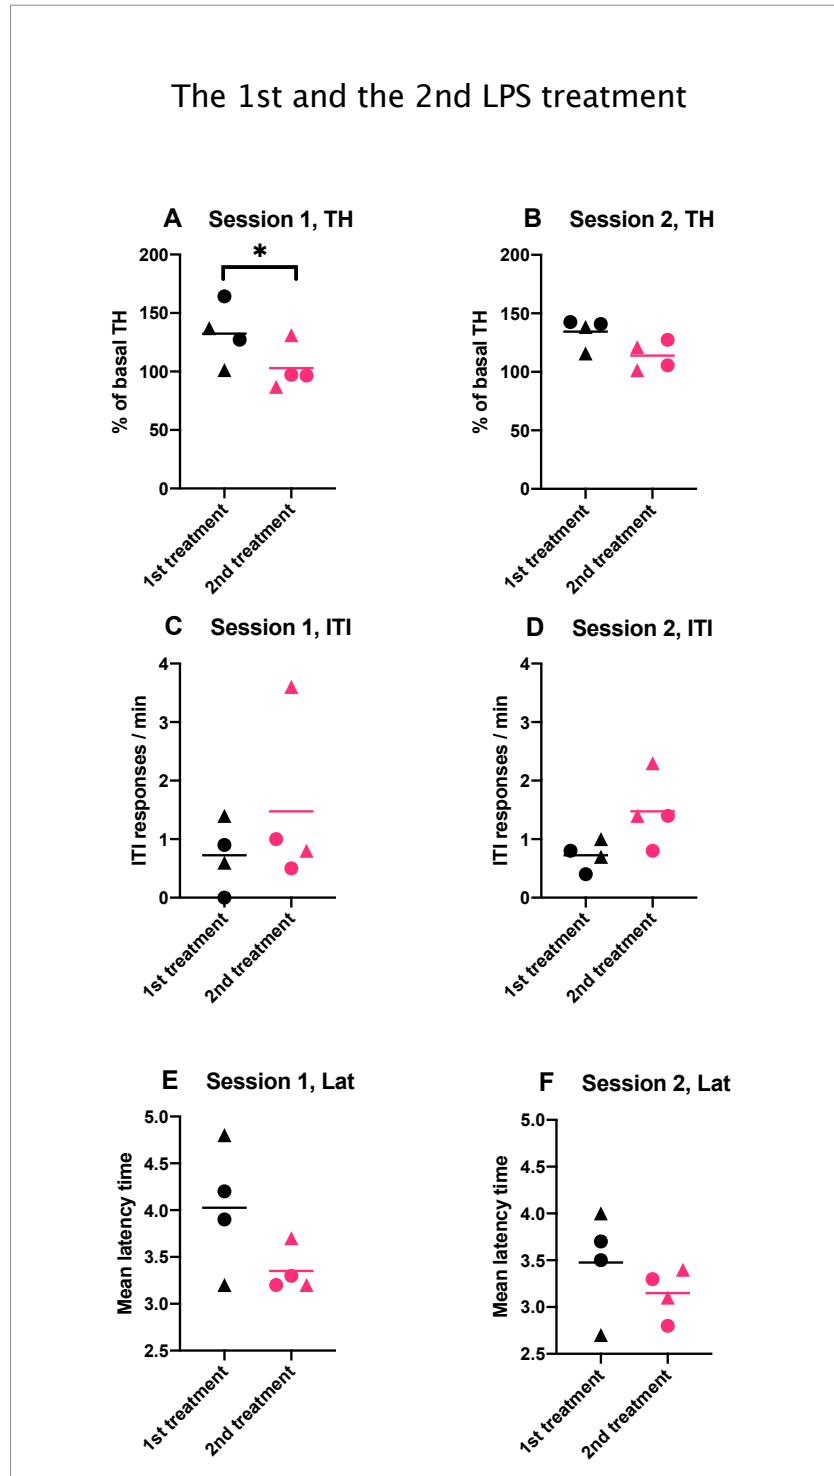 The 1st and the 2nd LPS treatment
A Session 1, TH
200
150
100
50
0
% of basal TH
*
1st treatment
2nd treatment
B Session 2, TH
200
150
100
50
0
% of basal TH
1st treatment
2nd treatment
C Session 1, ITI
4
3
2
1
0
ITI responses / min
1st treatment
2nd treatment
D Session 2, ITI
4
3
2
1
0
ITI responses / min
1st treatment
2nd treatment
E Session 1, Lat
5.0
4.5
4.0
3.5
3.0
2.5
Mean latency time
1st treatment
2nd treatment
F Session 2, Lat
5.0
4.5
4.0
3.5
3.0
2.5
Mean latency time
1st treatment
2nd treatment